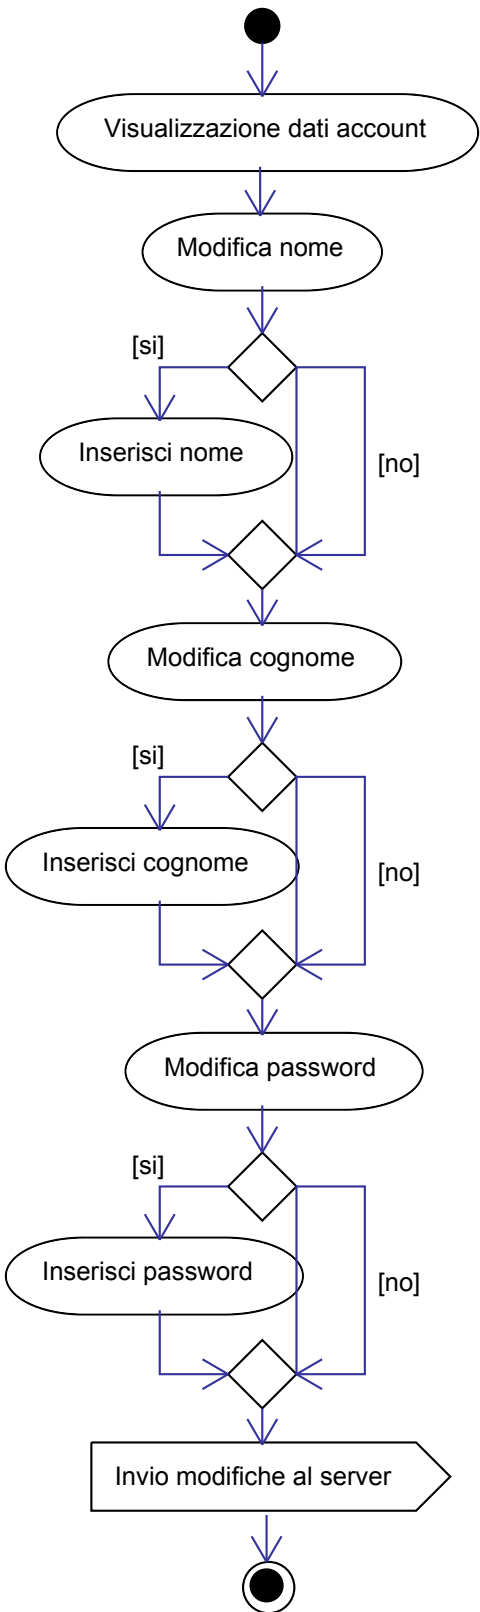 Visualizzazione dati account
Modifica nome
[si]
Inserisci nome
[no]
Modifica cognome
[si]
Inserisci cognome
[no]
Modifica password
[si]
Inserisci password
[no]
Invio modifiche al server